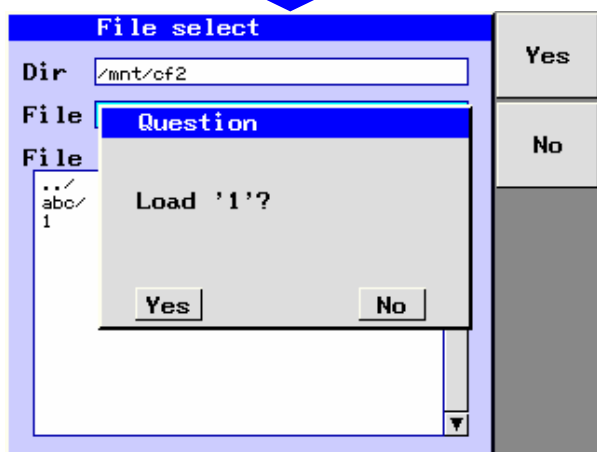 File select
Dir /mnt/cf2
File
Question
File
../
abc/
1
Load '1'?
Yes No
Yes
No